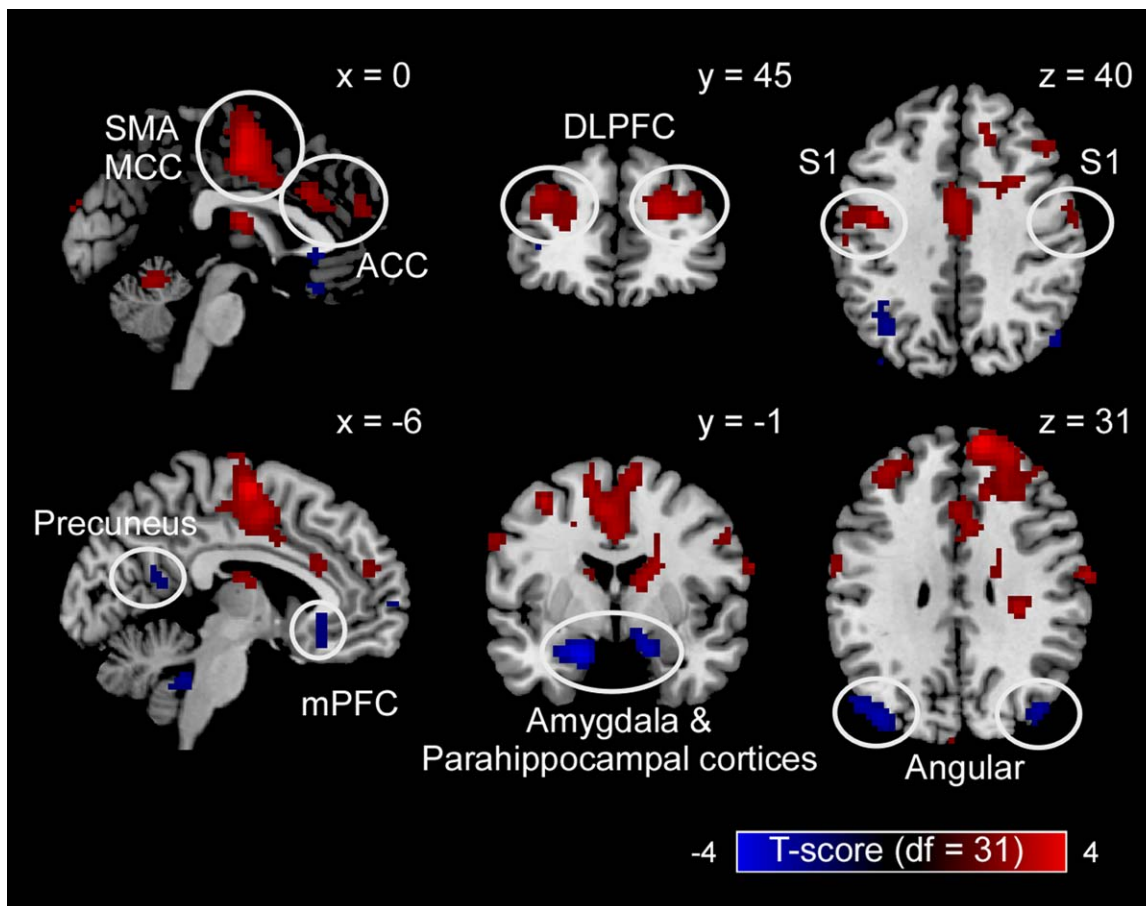 x = 0
y = 45
z = 40
SMA
MCC
DLPFC
S1
S1
ACC
x = -6
y = -1
z = 31
Precuneus
mPFC
Amygdala &
Parahippocampal cortices
Angular
-4
T-score (df = 31)
4